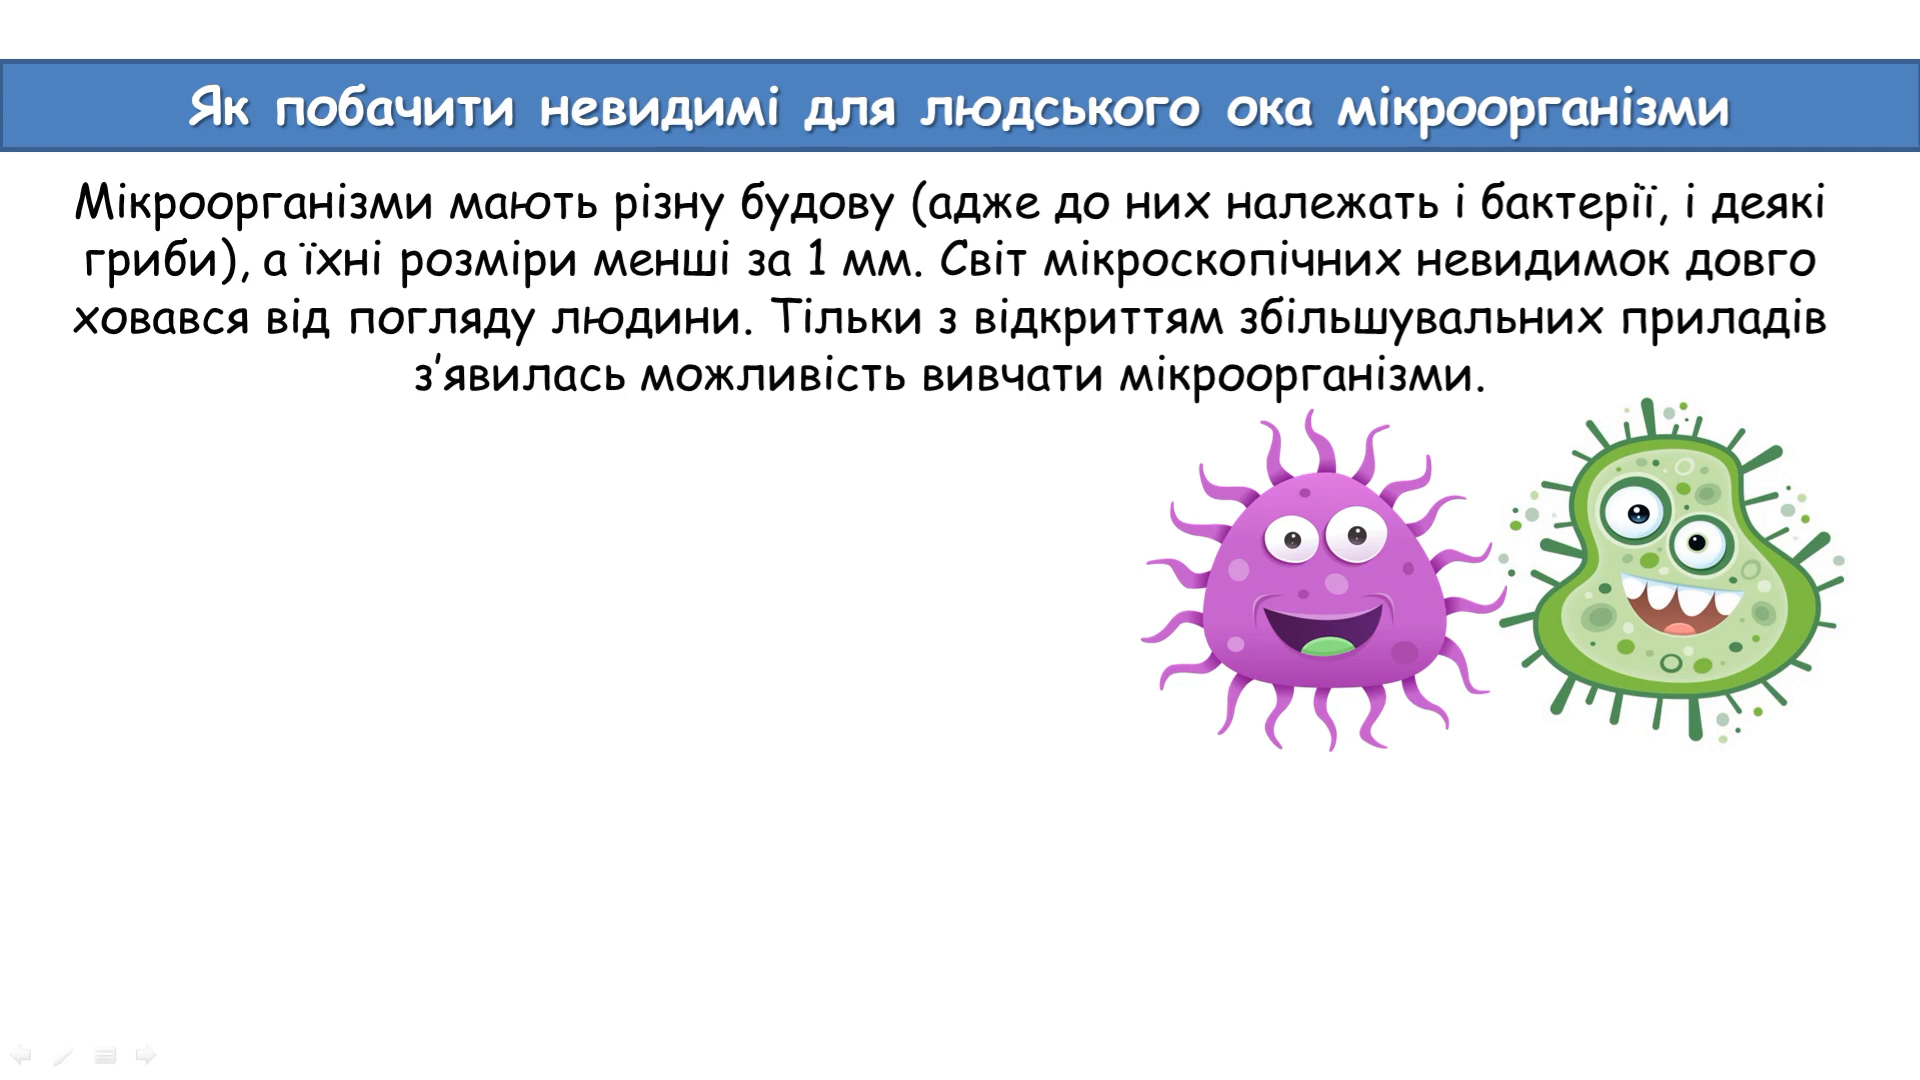 Як побачити невидимі для людського ока мікроорганізми
Мікроорганізми мають різну будову (адже до них належать і бактерії, і деякі
гриби), а їхні розміри менші за 1 мм. Світ мікроскопічних невидимок довго
ховався від погляду людини. Тільки з відкриттям збільшувальних приладів
з’явилась можливість вивчати мікроорганізми.